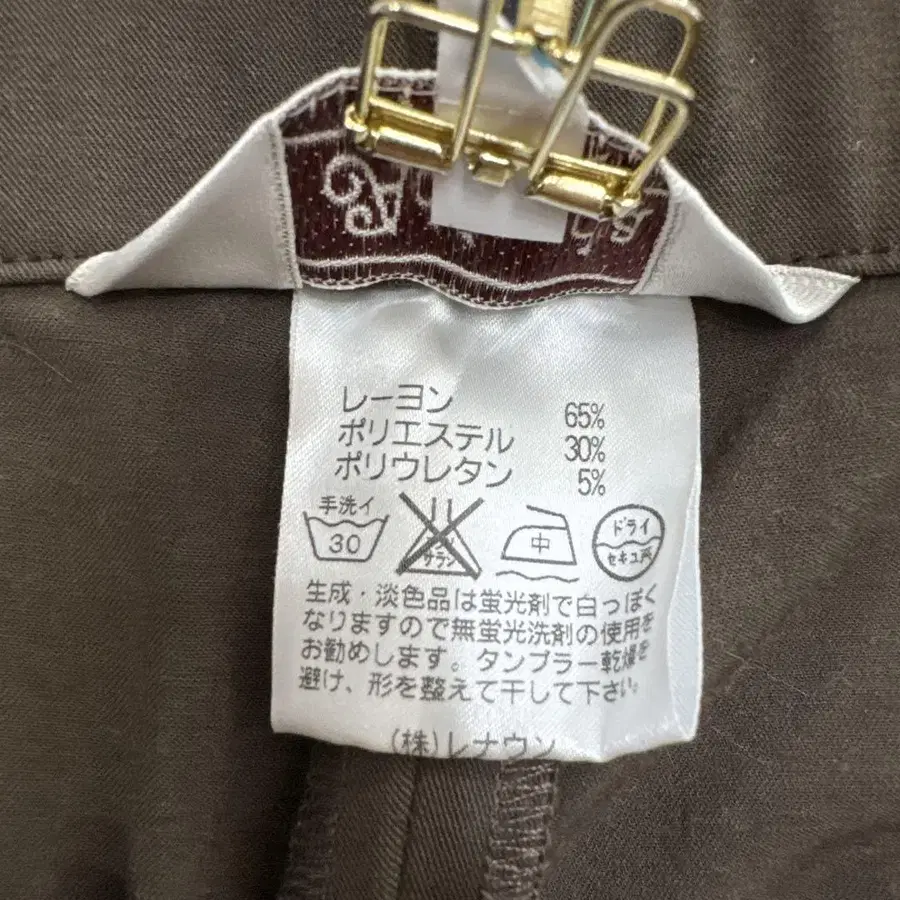 レーヨン 65%
ポリエステル 30%
ポリウレタン 5%
手洗イ
30
サラシ
中
ドライ
セキユ系
生成・淡色品は蛍光剤で白っぽく
なりますので無蛍光洗剤の使用を
お勧めします。タンブラー乾燥を
避け、形を整えて干して下さい。
(株)レナウン